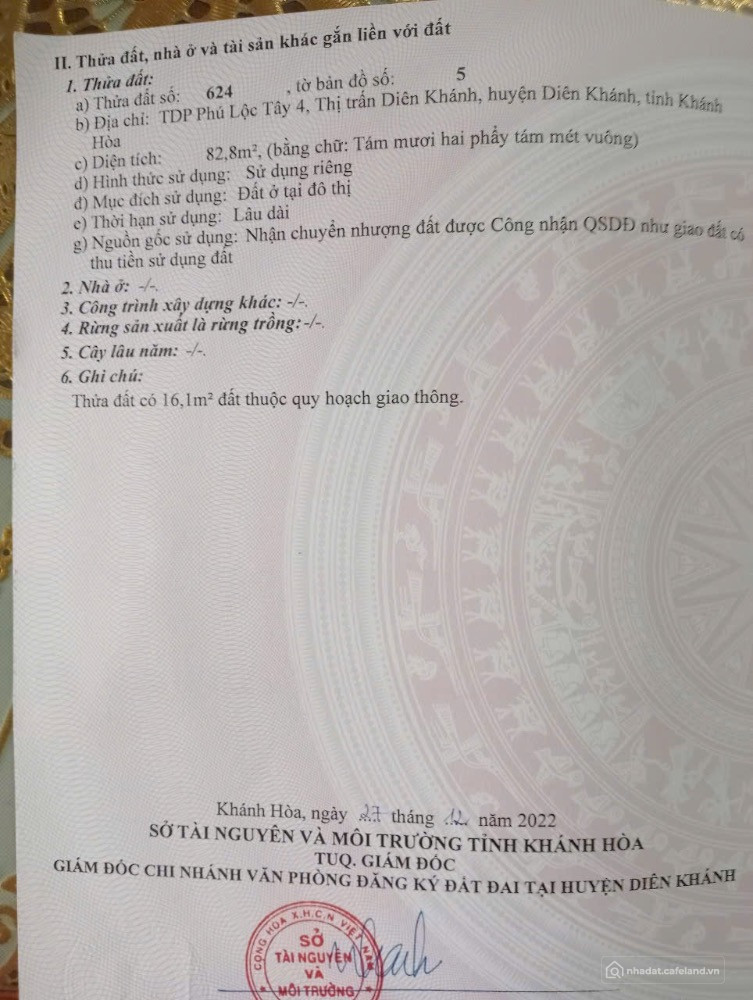 II. Thửa đất, nhà ở và tài sản khác gắn liền với đất
1. Thửa đất:
a) Thửa đất số: 624 , tờ bản đồ số: 5
b) Địa chỉ: TDP Phú Lộc Tây 4, Thị trấn Diên Khánh, huyện Diên Khánh, tỉnh Khánh
Hòa
c) Diện tích: 82,8m², (bằng chữ: Tám mươi hai phẩy tám mét vuông)
d) Hình thức sử dụng: Sử dụng riêng
đ) Mục đích sử dụng: Đất ở tại đô thị
e) Thời hạn sử dụng: Lâu dài
g) Nguồn gốc sử dụng: Nhận chuyển nhượng đất được Công nhận QSDĐ như giao đất có
thu tiền sử dụng đất
2. Nhà ở: -/-.
3. Công trình xây dựng khác: -/-.
4. Rừng sản xuất là rừng trồng: -/-.
5. Cây lâu năm: -/-.
6. Ghi chú:
Thửa đất có 16,1m² đất thuộc quy hoạch giao thông.
Khánh Hòa, ngày 27 tháng 12 năm 2022
SỞ TÀI NGUYÊN VÀ MÔI TRƯỜNG TỈNH KHÁNH HÒA
TUQ. GIÁM ĐỐC
GIÁM ĐỐC CHI NHÁNH VĂN PHÒNG ĐĂNG KÝ ĐẤT ĐAI TẠI HUYỆN DIÊN KHÁNH
CỘNG HÒA X.H.C.N VIỆT NAM
SỞ
TÀI NGUYÊN
VÀ
MÔI TRƯỜNG
nhadat.cafeland.vn